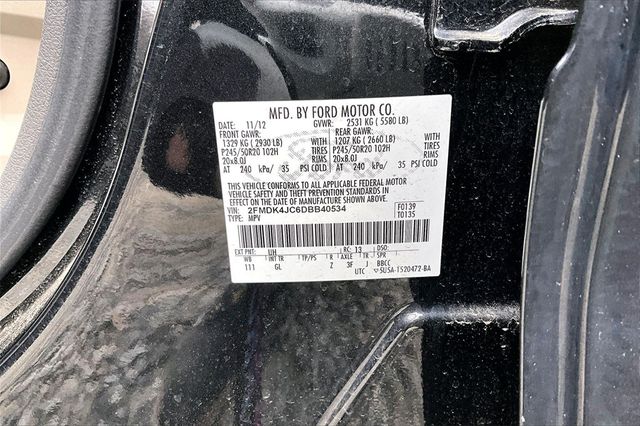 MFD. BY FORD MOTOR CO.
DATE: 11/12 GVWR: 2531 KG ( 5580 LB)
FRONT GAWR: REAR GAWR:
1329 KG ( 2930 LB) WITH 1207 KG ( 2660 LB) WITH
P245/50R20 102H TIRES P245/50R20 102H TIRES
20x8.0J RIMS 20x8.0J RIMS
AT 240 kPa/ 35 PSI COLD AT 240 kPa/ 35 PSI COLD
THIS VEHICLE CONFORMS TO ALL APPLICABLE FEDERAL MOTOR
VEHICLE SAFETY AND THEFT PREVENTION STANDARDS IN
EFFECT ON THE DATE OF MANUFACTURE SHOWN ABOVE.
VIN: 2FMDK4JC6DBB40534 F0139
TYPE: MPV T0135
EXT PNT: UH RC: 13 DSO:
WB INT TR TP/PS R AXLE TR SPR
111 GL Z 3F J BBCC
UTC ▽5U5A-1520472-BA